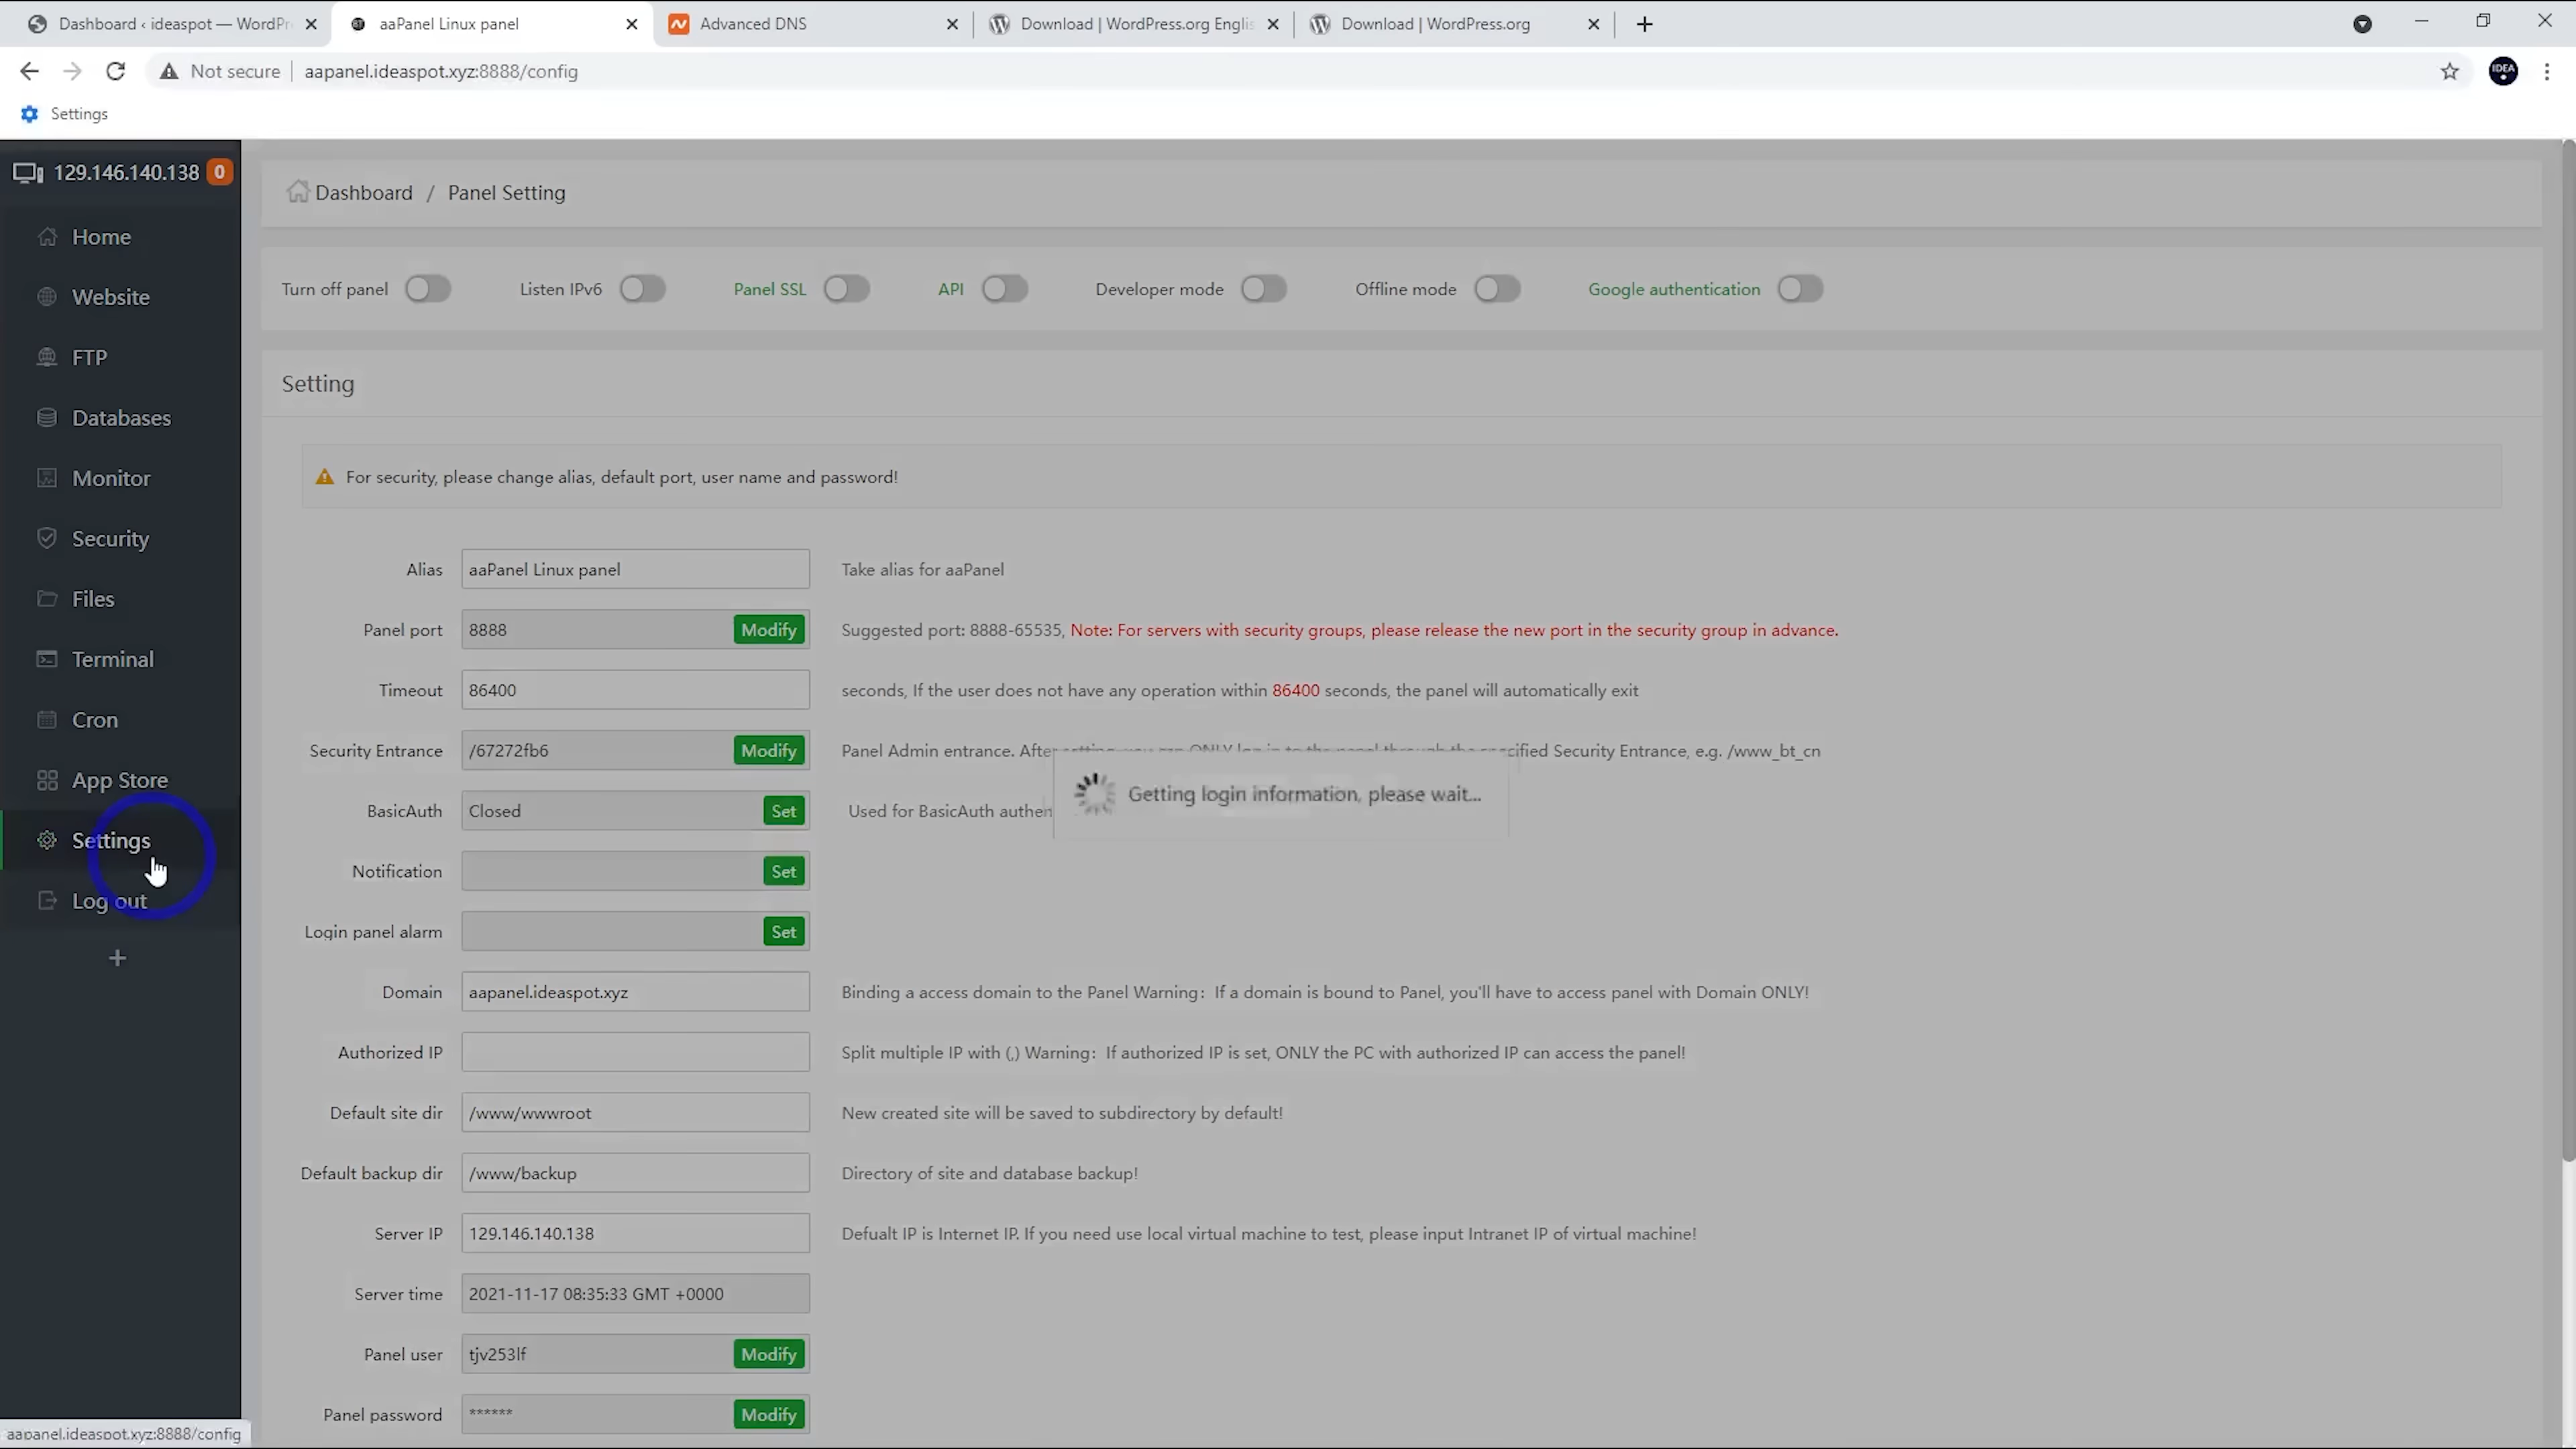 Dashboard ‹ ideaspot — WordPr
aaPanel Linux panel
Advanced DNS
Download | WordPress.org Englis
Download | WordPress.org
Not secure
aapanel.ideaspot.xyz:8888/config
IDEA
Settings
129.146.140.138 0
Dashboard / Panel Setting
Home
Website
FTP
Databases
Monitor
Security
Files
Terminal
Cron
App Store
Settings
Log out
Turn off panel
Listen IPv6
Panel SSL
API
Developer mode
Offline mode
Google authentication
Setting
For security, please change alias, default port, user name and password!
Alias aaPanel Linux panel Take alias for aaPanel
Panel port 8888 Modify Suggested port: 8888-65535, Note: For servers with security groups, please release the new port in the security group in advance.
Timeout 86400 seconds, If the user does not have any operation within 86400 seconds, the panel will automatically exit
Security Entrance /67272fb6 Modify Panel Admin entrance. After setting, you can ONLY log in to the panel through the specified Security Entrance, e.g. /www_bt_cn
Getting login information, please wait...
BasicAuth Closed Set Used for BasicAuth authen
Notification Set
Login panel alarm Set
Domain aapanel.ideaspot.xyz Binding a access domain to the Panel Warning: If a domain is bound to Panel, you'll have to access panel with Domain ONLY!
Authorized IP Split multiple IP with (,) Warning: If authorized IP is set, ONLY the PC with authorized IP can access the panel!
Default site dir /www/wwwroot New created site will be saved to subdirectory by default!
Default backup dir /www/backup Directory of site and database backup!
Server IP 129.146.140.138 Defualt IP is Internet IP. If you need use local virtual machine to test, please input Intranet IP of virtual machine!
Server time 2021-11-17 08:35:33 GMT +0000
Panel user tjv253lf Modify
Panel password ****** Modify
aapanel.ideaspot.xyz:8888/config